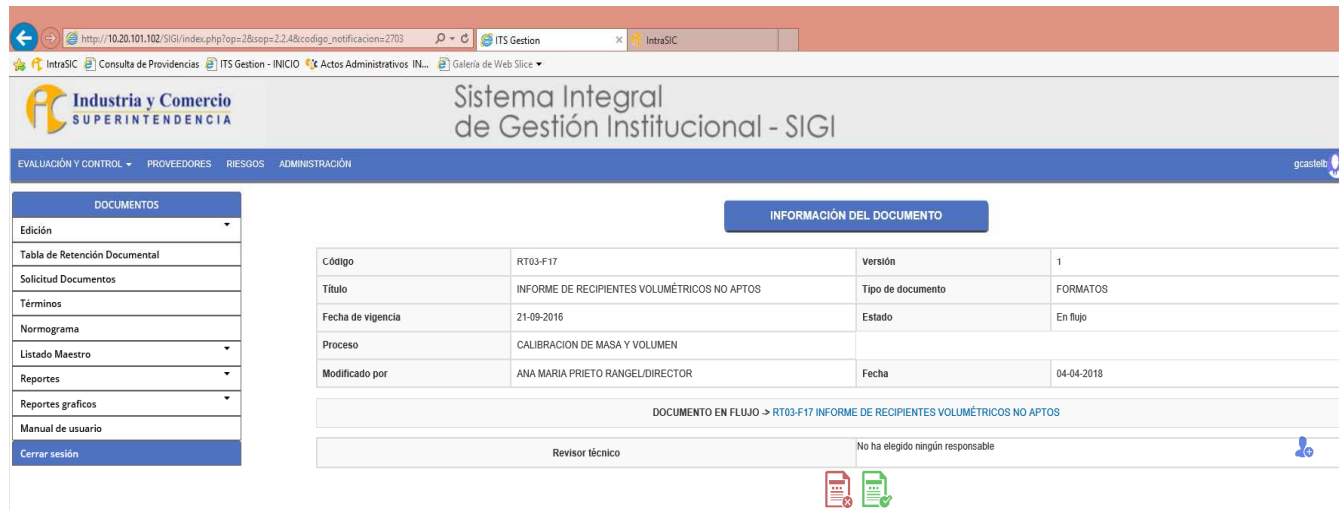 http://10.20.101.102/SIGI/index.php?op=2&sop=2.2.4&codigo_notificacion=2703
ITS Gestion
IntraSIC
IntraSIC Consulta de Providencias ITS Gestion - INICIO Actos Administrativos IN... Galería de Web Slice
Industria y Comercio
SUPERINTENDENCIA
Sistema Integral
de Gestión Institucional - SIGI
EVALUACIÓN Y CONTROL PROVEEDORES RIESGOS ADMINISTRACIÓN gcastelb
DOCUMENTOS
Edición
Tabla de Retención Documental
Solicitud Documentos
Términos
Normograma
Listado Maestro
Reportes
Reportes graficos
Manual de usuario
Cerrar sesión
INFORMACIÓN DEL DOCUMENTO
Código RT03-F17 Versión 1
Título INFORME DE RECIPIENTES VOLUMÉTRICOS NO APTOS Tipo de documento FORMATOS
Fecha de vigencia 21-09-2016 Estado En flujo
Proceso CALIBRACION DE MASA Y VOLUMEN
Modificado por ANA MARIA PRIETO RANGEL/DIRECTOR Fecha 04-04-2018
DOCUMENTO EN FLUJO -> RT03-F17 INFORME DE RECIPIENTES VOLUMÉTRICOS NO APTOS
Revisor técnico No ha elegido ningún responsable